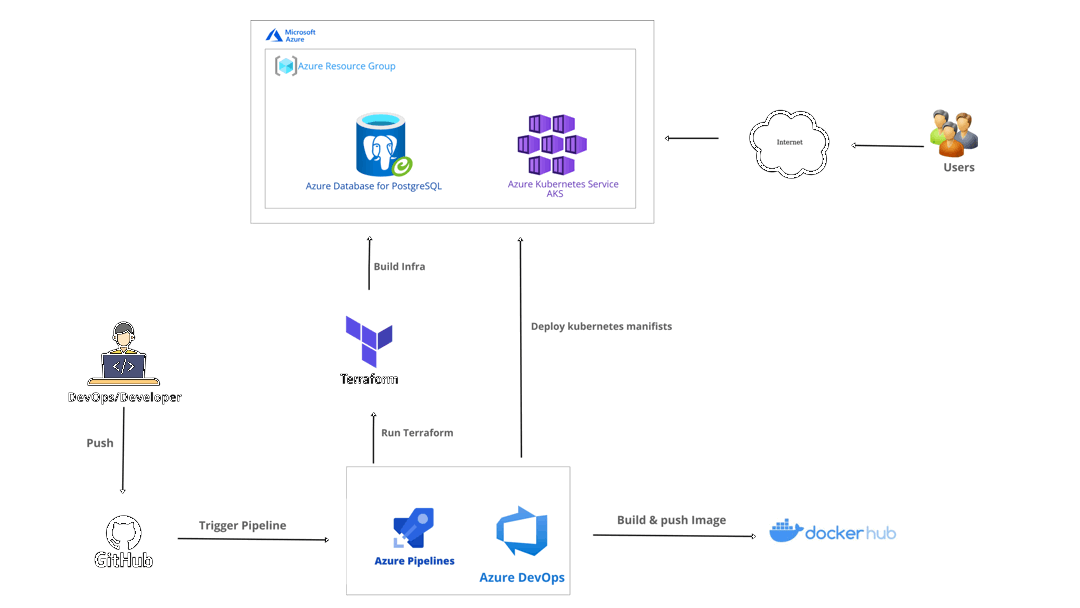 Microsoft
Azure
Azure Resource Group
Azure Database for PostgreSQL
Azure Kubernetes Service
AKS
Internet
Users
Build Infra
Deploy kubernetes manifists
Terraform
DevOps/Developer
Run Terraform
Push
Trigger Pipeline
GitHub
Azure Pipelines
Azure DevOps
Build & push Image
docker hub